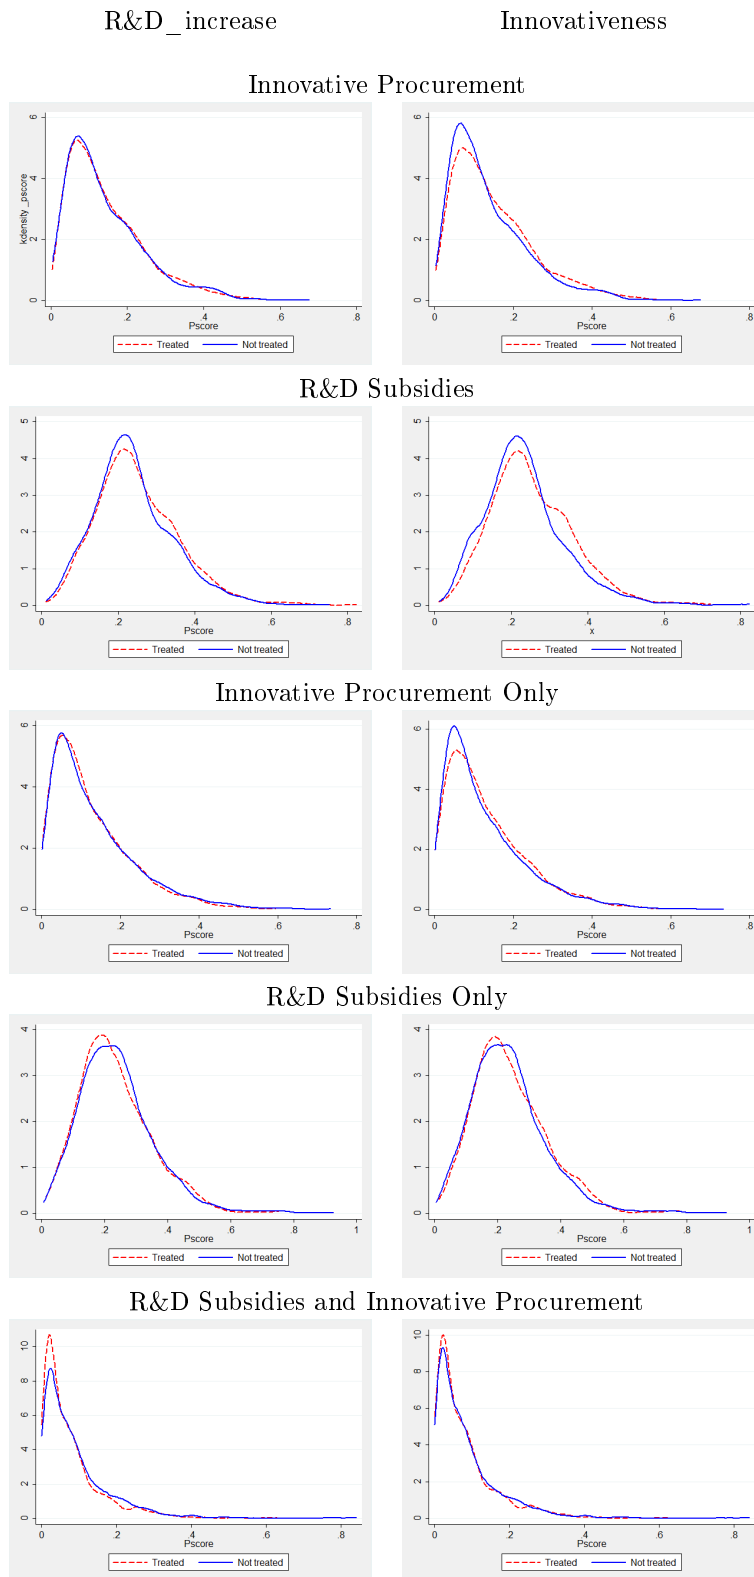 R&D_increase Innovativeness
Innovative Procurement
kdensity _pscore
6
4
2
0
0 .2 .4 .6 .8
Pscore
Treated Not treated
6
4
2
0
0 .2 .4 .6 .8
Pscore
Treated Not treated
R&D Subsidies
5
4
3
2
1
0
0 .2 .4 .6 .8
Pscore
Treated Not treated
5
4
3
2
1
0
0 .2 .4 .6 .8
x
Treated Not treated
Innovative Procurement Only
6
4
2
0
0 .2 .4 .6 .8
Pscore
Treated Not treated
6
4
2
0
0 .2 .4 .6 .8
Pscore
Treated Not treated
R&D Subsidies Only
4
3
2
1
0
0 .2 .4 .6 .8 1
Pscore
Treated Not treated
4
3
2
1
0
0 .2 .4 .6 .8 1
Pscore
Treated Not treated
R&D Subsidies and Innovative Procurement
10
8
6
4
2
0
0 .2 .4 .6 .8
Pscore
Treated Not treated
10
8
6
4
2
0
0 .2 .4 .6 .8
Pscore
Treated Not treated